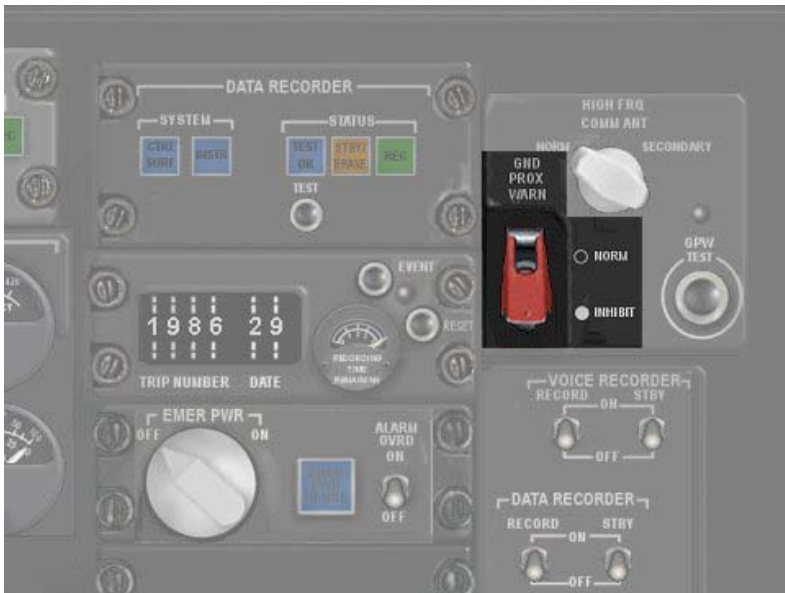 DATA RECORDER
SYSTEM
STATUS
CTRL
SURF
INSTR
TEST
ON
STBY/
ERASE
REC
TEST
HIGH FRQ
COMM ANT
NORM
SECONDARY
GND
PROX
WARN
NORM
INHIBIT
GPW
TEST
EVENT
RESET
1986 29
TRIP NUMBER DATE
RECORDING
TIME
REMAINING
EMER PWR
OFF ON
ALARM
OVRD
ON
OFF
VOICE RECORDER
RECORD STBY
ON
OFF
DATA RECORDER
RECORD STBY
ON
OFF